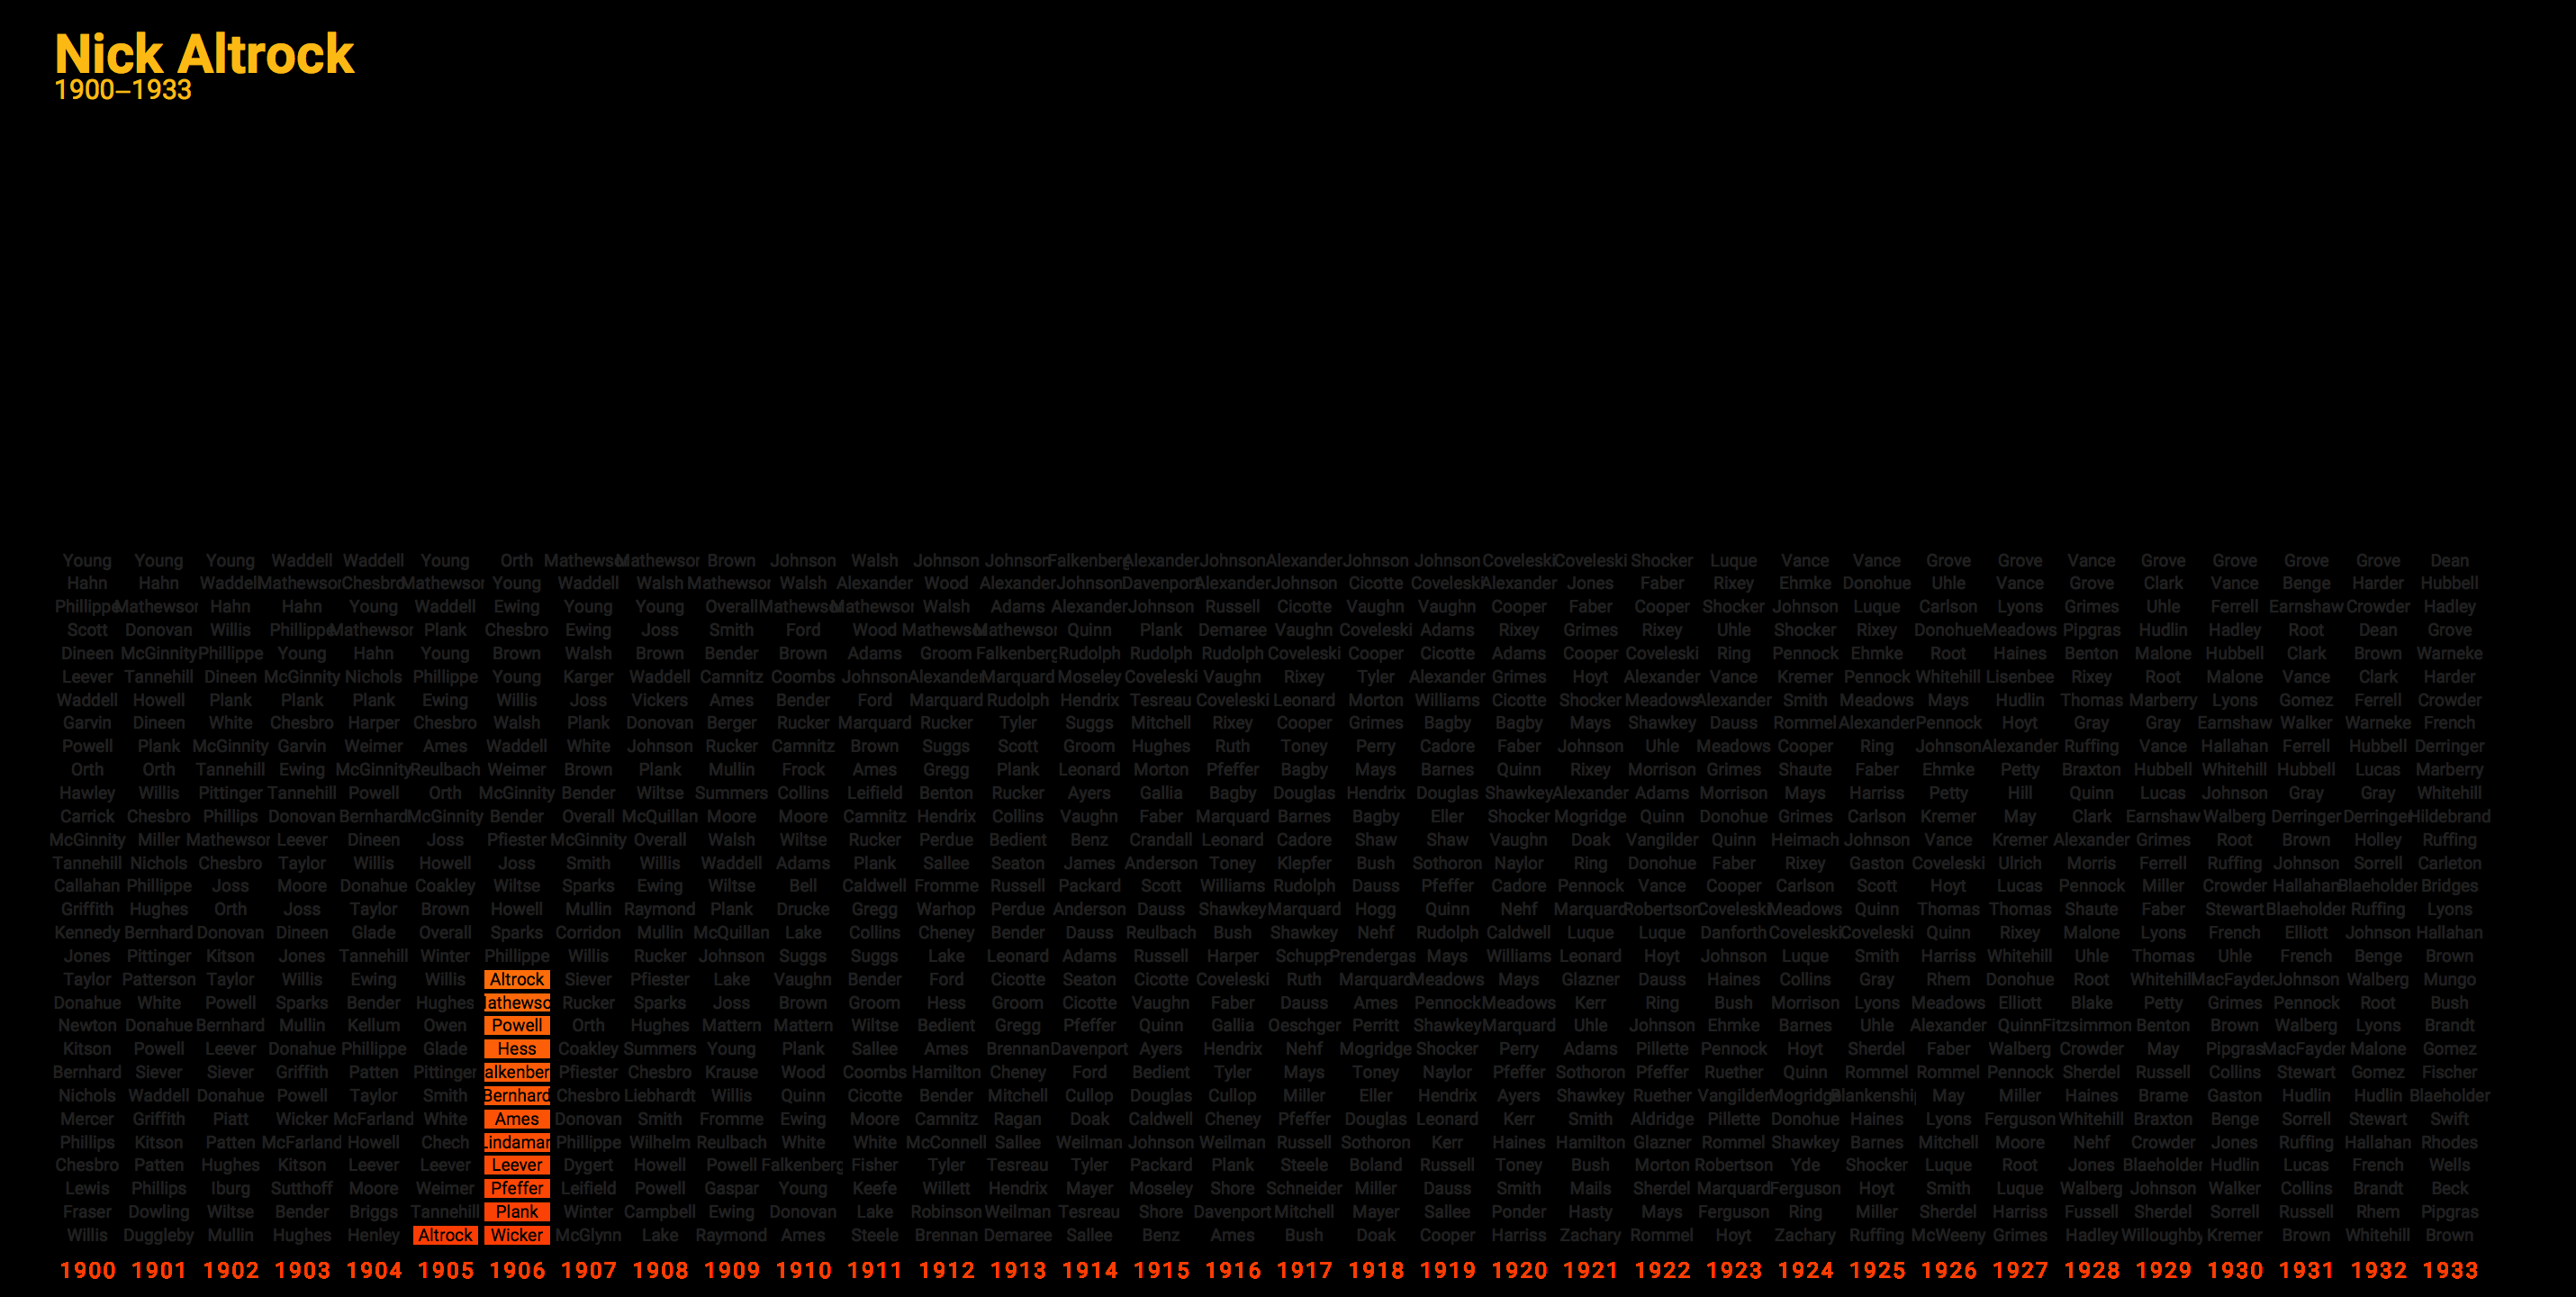 Nick Altrock
1900–1933
Young Young Young Waddell Waddell Young Orth Mathewso Mathewsor Brown Johnson Walsh Johnson Johnson Falkenberg Alexander Johnson Alexander Johnson Johnson Coveleski Coveleski Shocker Luque Vance Vance Grove Grove Vance Grove Grove Grove Grove Dean
Hahn Hahn Waddell Mathewsor Chesbro Mathewsor Young Waddell Walsh Mathewsor Walsh Alexander Wood Alexander Johnson Davenport Alexander Johnson Cicotte Coveleski Alexander Jones Faber Rixey Ehmke Donohue Uhle Vance Grove Clark Vance Benge Harder Hubbell
Phillippe Mathewsor Hahn Hahn Young Waddell Ewing Young Young Overall Mathewso Mathewsor Walsh Adams Alexander Johnson Russell Cicotte Vaughn Vaughn Cooper Faber Cooper Shocker Johnson Luque Carlson Lyons Grimes Uhle Ferrell Earnshaw Crowder Hadley
Scott Donovan Willis Phillippe Mathewsor Plank Chesbro Ewing Joss Smith Ford Wood Mathewso Mathewsor Quinn Plank Demaree Vaughn Coveleski Adams Rixey Grimes Rixey Uhle Shocker Rixey Donohue Meadows Pipgras Hudlin Hadley Root Dean Grove
Dineen McGinnity Phillippe Young Hahn Young Brown Walsh Brown Bender Brown Adams Groom Falkenberg Rudolph Rudolph Rudolph Coveleski Cooper Cicotte Adams Cooper Coveleski Ring Pennock Ehmke Root Haines Benton Malone Hubbell Clark Brown Warneke
Leever Tannehill Dineen McGinnity Nichols Phillippe Young Karger Waddell Camnitz Coombs Johnson Alexander Marquard Moseley Coveleski Vaughn Rixey Tyler Alexander Grimes Hoyt Alexander Vance Kremer Pennock Whitehill Lisenbee Rixey Root Malone Vance Clark Harder
Waddell Howell Plank Plank Plank Ewing Willis Joss Vickers Ames Bender Ford Marquard Rudolph Hendrix Tesreau Coveleski Leonard Morton Williams Cicotte Shocker Meadows Alexander Smith Meadows Mays Hudlin Thomas Marberry Lyons Gomez Ferrell Crowder
Garvin Dineen White Chesbro Harper Chesbro Walsh Plank Donovan Berger Rucker Marquard Rucker Tyler Suggs Mitchell Rixey Cooper Grimes Bagby Bagby Mays Shawkey Dauss Rommel Alexander Pennock Hoyt Gray Gray Earnshaw Walker Warneke French
Powell Plank McGinnity Garvin Weimer Ames Waddell White Johnson Rucker Camnitz Brown Suggs Scott Groom Hughes Ruth Toney Perry Cadore Faber Johnson Uhle Meadows Cooper Ring Johnson Alexander Ruffing Vance Hallahan Ferrell Hubbell Derringer
Orth Orth Tannehill Ewing McGinnity Reulbach Weimer Brown Plank Mullin Frock Ames Gregg Plank Leonard Morton Pfeffer Bagby Mays Barnes Quinn Rixey Morrison Grimes Shaute Faber Ehmke Petty Braxton Hubbell Whitehill Hubbell Lucas Marberry
Hawley Willis Pittinger Tannehill Powell Orth McGinnity Bender Wiltse Summers Collins Leifield Benton Rucker Ayers Gallia Bagby Douglas Hendrix Douglas Shawkey Alexander Adams Morrison Mays Harriss Petty Hill Quinn Lucas Johnson Gray Gray Whitehill
Carrick Chesbro Phillips Donovan Bernhard McGinnity Bender Overall McQuillan Moore Moore Camnitz Hendrix Collins Vaughn Faber Marquard Barnes Bagby Eller Shocker Mogridge Quinn Donohue Grimes Carlson Kremer May Clark Earnshaw Walberg Derringer Derringer Hildebrand
McGinnity Miller Mathewsor Leever Dineen Joss Pfiester McGinnity Overall Walsh Wiltse Rucker Perdue Bedient Benz Crandall Leonard Cadore Shaw Shaw Vaughn Doak Vangilder Quinn Heimach Johnson Vance Kremer Alexander Grimes Root Brown Holley Ruffing
Tannehill Nichols Chesbro Taylor Willis Howell Joss Smith Willis Waddell Adams Plank Sallee Seaton James Anderson Toney Klepfer Bush Sothoron Naylor Ring Donohue Faber Rixey Gaston Coveleski Ulrich Morris Ferrell Ruffing Johnson Sorrell Carleton
Callahan Phillippe Joss Moore Donahue Coakley Wiltse Sparks Ewing Wiltse Bell Caldwell Fromme Russell Packard Scott Williams Rudolph Dauss Pfeffer Cadore Pennock Vance Cooper Carlson Scott Hoyt Lucas Pennock Miller Crowder Hallahan Blaeholder Bridges
Griffith Hughes Orth Joss Taylor Brown Howell Mullin Raymond Plank Drucke Gregg Warhop Perdue Anderson Dauss Shawkey Marquard Hogg Quinn Nehf Marquard Robertson Coveleski Meadows Quinn Thomas Thomas Shaute Faber Stewart Blaeholder Ruffing Lyons
Kennedy Bernhard Donovan Dineen Glade Overall Sparks Corridon Mullin McQuillan Lake Collins Cheney Bender Dauss Reulbach Bush Shawkey Nehf Rudolph Caldwell Luque Luque Danforth Coveleski Coveleski Quinn Rixey Malone Lyons French Elliott Johnson Hallahan
Jones Pittinger Kitson Jones Tannehill Winter Phillippe Willis Rucker Johnson Suggs Suggs Lake Leonard Adams Russell Harper Schupp Prendergas Mays Williams Leonard Hoyt Johnson Luque Smith Harriss Whitehill Uhle Thomas Uhle French Benge Brown
Taylor Patterson Taylor Willis Ewing Willis Altrock Siever Pfiester Lake Vaughn Bender Ford Cicotte Seaton Cicotte Coveleski Ruth Marquard Meadows Mays Glazner Dauss Haines Collins Gray Rhem Donohue Root Whitehill MacFayden Johnson Walberg Mungo
Donahue White Powell Sparks Bender Hughes athewso Rucker Sparks Joss Brown Groom Hess Groom Cicotte Vaughn Faber Dauss Ames Pennock Meadows Kerr Ring Bush Morrison Lyons Meadows Elliott Blake Petty Grimes Pennock Root Bush
Newton Donahue Bernhard Mullin Kellum Owen Powell Orth Hughes Mattern Mattern Wiltse Bedient Gregg Pfeffer Quinn Gallia Oeschger Perritt Shawkey Marquard Uhle Johnson Ehmke Barnes Uhle Alexander Quinn Fitzsimmon Benton Brown Walberg Lyons Brandt
Kitson Powell Leever Donahue Phillippe Glade Hess Coakley Summers Young Plank Sallee Ames Brennan Davenport Ayers Hendrix Nehf Mogridge Shocker Perry Adams Pillette Pennock Hoyt Sherdel Faber Walberg Crowder May Pipgras MacFayder Malone Gomez
Bernhard Siever Siever Griffith Patten Pittinger alkenber Pfiester Chesbro Krause Wood Coombs Hamilton Cheney Ford Bedient Tyler Mays Toney Naylor Pfeffer Sothoron Pfeffer Ruether Quinn Rommel Rommel Pennock Sherdel Russell Collins Stewart Gomez Fischer
Nichols Waddell Donahue Powell Taylor Smith Bernhard Chesbro Liebhardt Willis Quinn Cicotte Bender Mitchell Cullop Douglas Cullop Miller Eller Hendrix Ayers Shawkey Ruether Vangilder Mogridge Blankenship May Miller Haines Brame Gaston Hudlin Hudlin Blaeholder
Mercer Griffith Piatt Wicker McFarland White Ames Donovan Smith Fromme Ewing Moore Camnitz Ragan Doak Caldwell Cheney Pfeffer Douglas Leonard Kerr Smith Aldridge Pillette Donohue Haines Lyons Ferguson Whitehill Braxton Benge Sorrell Stewart Swift
Phillips Kitson Patten McFarland Howell Chech Lindaman Phillippe Wilhelm Reulbach White White McConnell Sallee Weilman Johnson Weilman Russell Sothoron Kerr Haines Hamilton Glazner Rommel Shawkey Barnes Mitchell Moore Nehf Crowder Jones Ruffing Hallahan Rhodes
Chesbro Patten Hughes Kitson Leever Leever Leever Dygert Howell Powell Falkenberg Fisher Tyler Tesreau Tyler Packard Plank Steele Boland Russell Toney Bush Morton Robertson Yde Shocker Luque Root Jones Blaeholder Hudlin Lucas French Wells
Lewis Phillips Iburg Sutthoff Moore Weimer Pfeffer Leifield Powell Gaspar Young Keefe Willett Hendrix Mayer Moseley Shore Schneider Miller Dauss Smith Mails Sherdel Marquard Ferguson Hoyt Smith Luque Walberg Johnson Walker Collins Brandt Beck
Fraser Dowling Wiltse Bender Briggs Tannehill Plank Winter Campbell Ewing Donovan Lake Robinson Weilman Tesreau Shore Davenport Mitchell Mayer Sallee Ponder Hasty Mays Ferguson Ring Miller Sherdel Harriss Fussell Sherdel Sorrell Russell Rhem Pipgras
Willis Duggleby Mullin Hughes Henley Altrock Wicker McGlynn Lake Raymond Ames Steele Brennan Demaree Sallee Benz Ames Bush Doak Cooper Harriss Zachary Rommel Hoyt Zachary Ruffing McWeeny Grimes Hadley Willoughby Kremer Brown Whitehill Brown
1900 1901 1902 1903 1904 1905 1906 1907 1908 1909 1910 1911 1912 1913 1914 1915 1916 1917 1918 1919 1920 1921 1922 1923 1924 1925 1926 1927 1928 1929 1930 1931 1932 1933